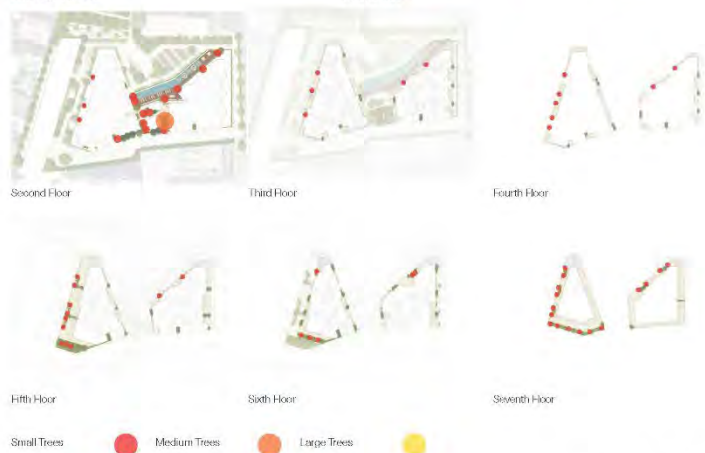 Second Floor
Third Floor
Fourth Floor
Fifth Floor
Sixth Floor
Seventh Floor
Small Trees
Medium Trees
Large Trees